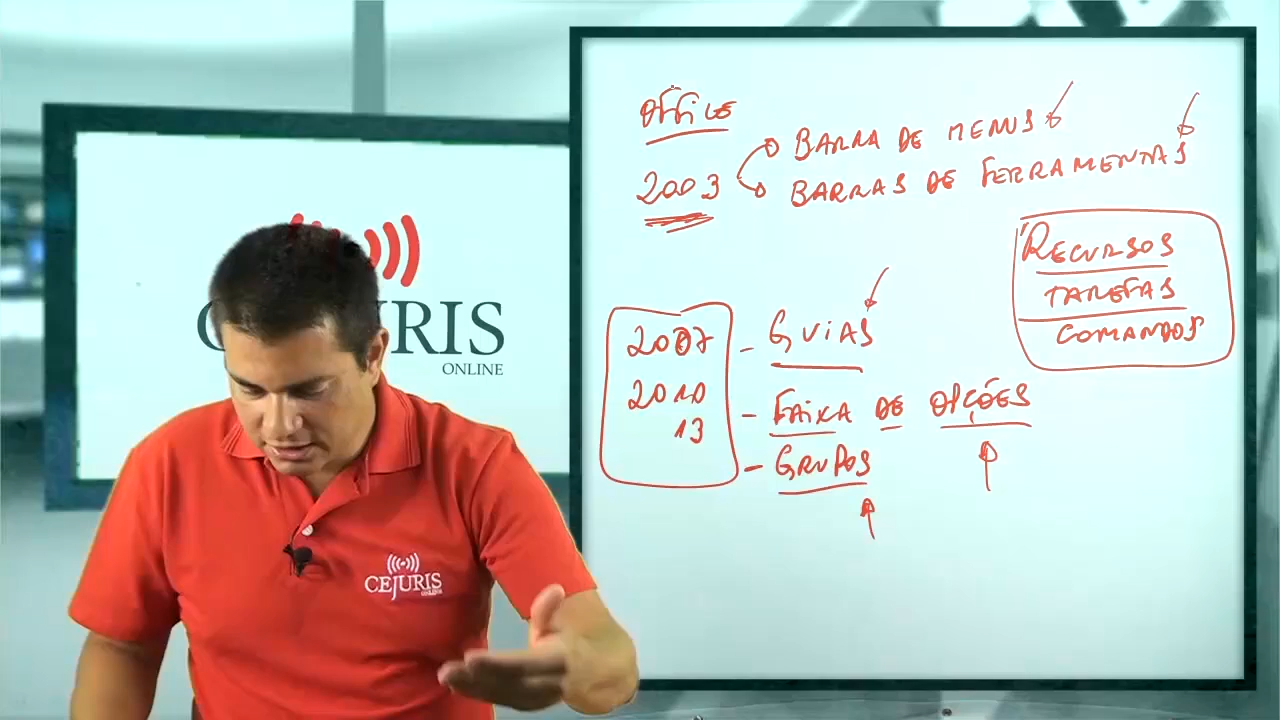 OFFICE
2003
BARRA DE MENUS
BARRAS DE FERRAMENTAS
RECURSOS
TAREFAS
COMANDOS
2007
2010
13
- GUIAS
- FAIXA DE OPÇÕES
- GRUPOS
CEJURIS
ONLINE
CEJURIS
ONLINE